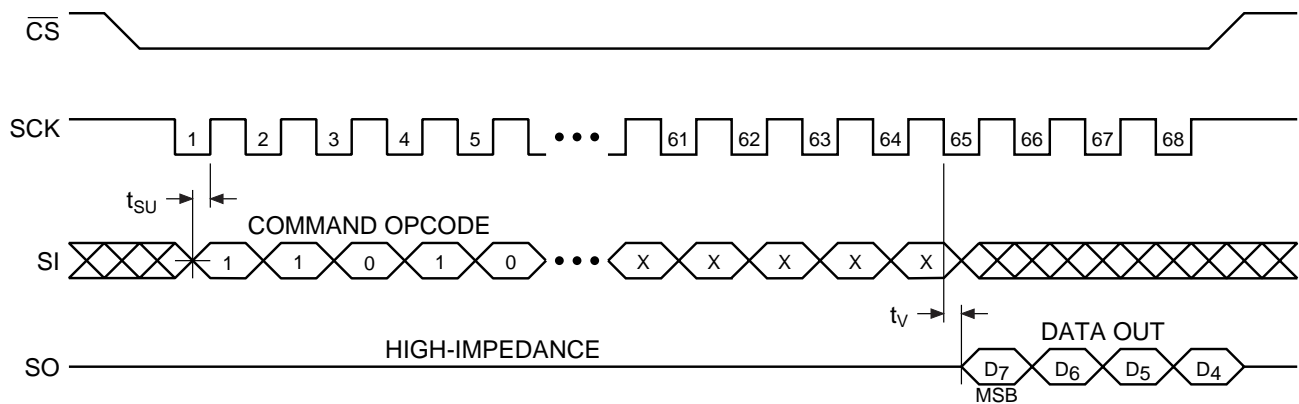 CS
SCK 1 2 3 4 5 ••• 61 62 63 64 65 66 67 68
tSU
COMMAND OPCODE
SI 1 1 0 1 0 ••• X X X X X
tV
DATA OUT
HIGH-IMPEDANCE
SO D7 D6 D5 D4
MSB